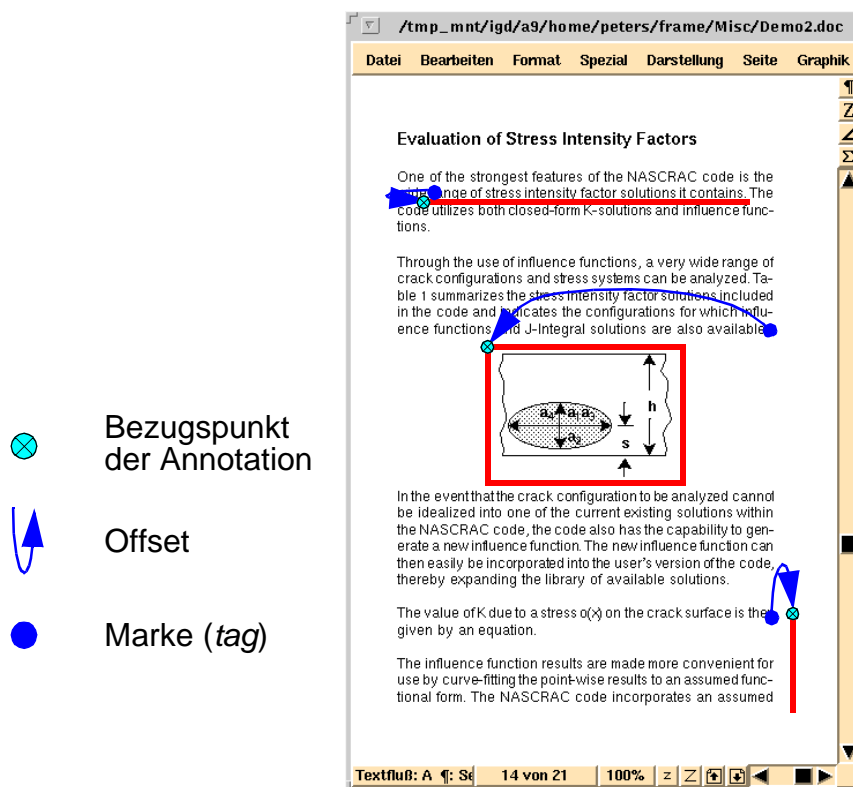 /tmp_mnt/igd/a9/home/peters/frame/Misc/Demo2.doc
Datei Bearbeiten Format Spezial Darstellung Seite Graphik
Evaluation of Stress Intensity Factors
One of the strongest features of the NASCRAC code is the
range of stress intensity factor solutions it contains. The
code utilizes both closed-form K-solutions and influence func-
tions.
Through the use of influence functions, a very wide range of
crack configurations and stress systems can be analyzed. Ta-
ble 1 summarizes the stress intensity factor solutions included
in the code and indicates the configurations for which influ-
ence functions and J-Integral solutions are also available.
a4 a1 a3
h
a2
s
In the event that the crack configuration to be analyzed cannot
be idealized into one of the current existing solutions within
the NASCRAC code, the code also has the capability to gen-
erate a new influence function. The new influence function can
then easily be incorporated into the user's version of the code,
thereby expanding the library of available solutions.
The value of K due to a stress o(x) on the crack surface is then
given by an equation.
The influence function results are made more convenient for
use by curve-fitting the point-wise results to an assumed func-
tional form. The NASCRAC code incorporates an assumed
Textfluß: A ¶: Se 14 von 21 100% z Z
Bezugspunkt
der Annotation
Offset
Marke (tag)